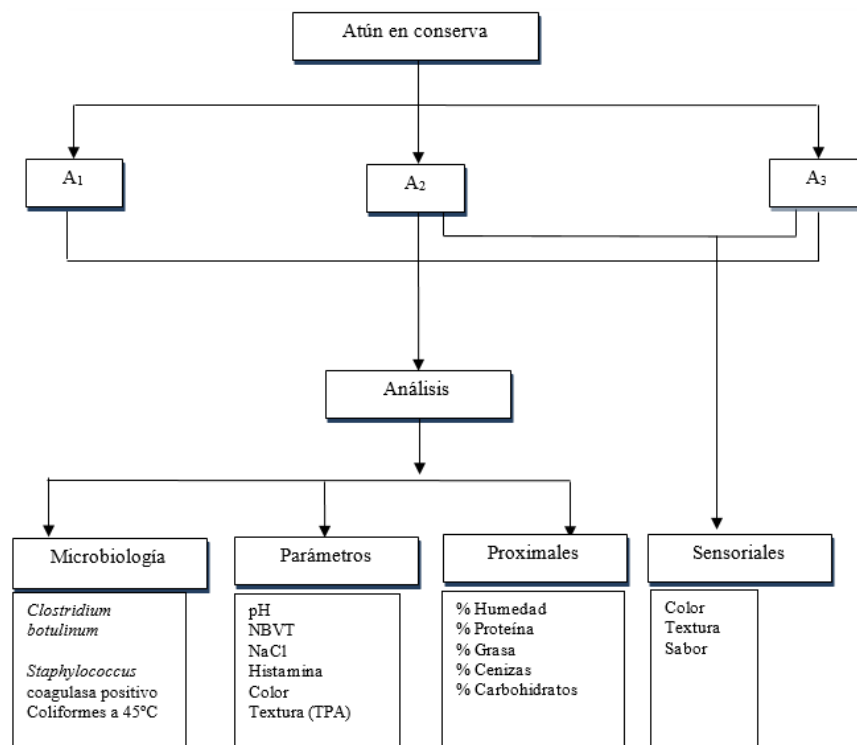 Atún en conserva
A₁
A₂
A₃
Análisis
Microbiología
Clostridium
botulinum
Staphylococcus
coagulasa positivo
Coliformes a 45°C
Parámetros
pH
NBVT
NaCl
Histamina
Color
Textura (TPA)
Proximales
% Humedad
% Proteína
% Grasa
% Cenizas
% Carbohidratos
Sensoriales
Color
Textura
Sabor